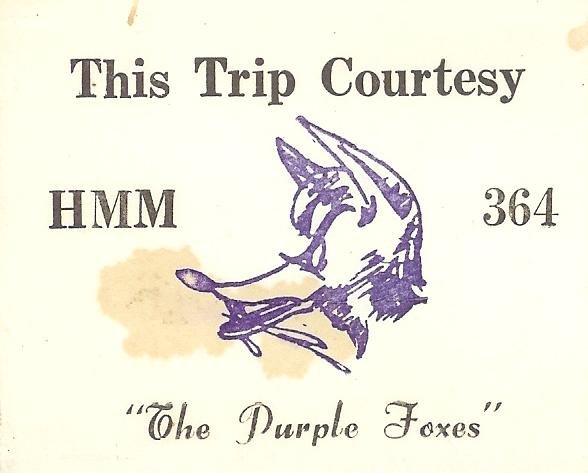 This Trip Courtesy
HMM 364
“The Purple Foxes”